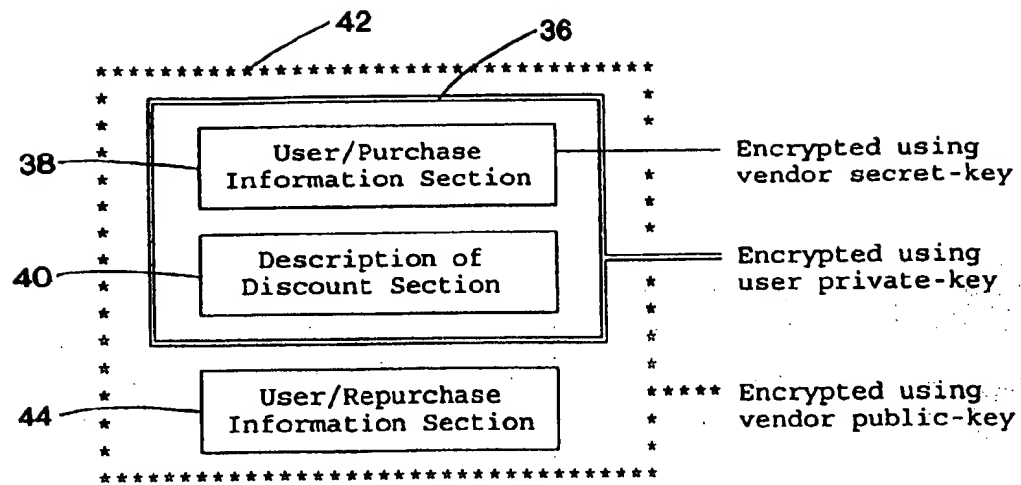 42
36
38
User/Purchase
Information Section
Encrypted using
vendor secret-key
40
Description of
Discount Section
Encrypted using
user private-key
44
User/Repurchase
Information Section
***** Encrypted using
vendor public-key